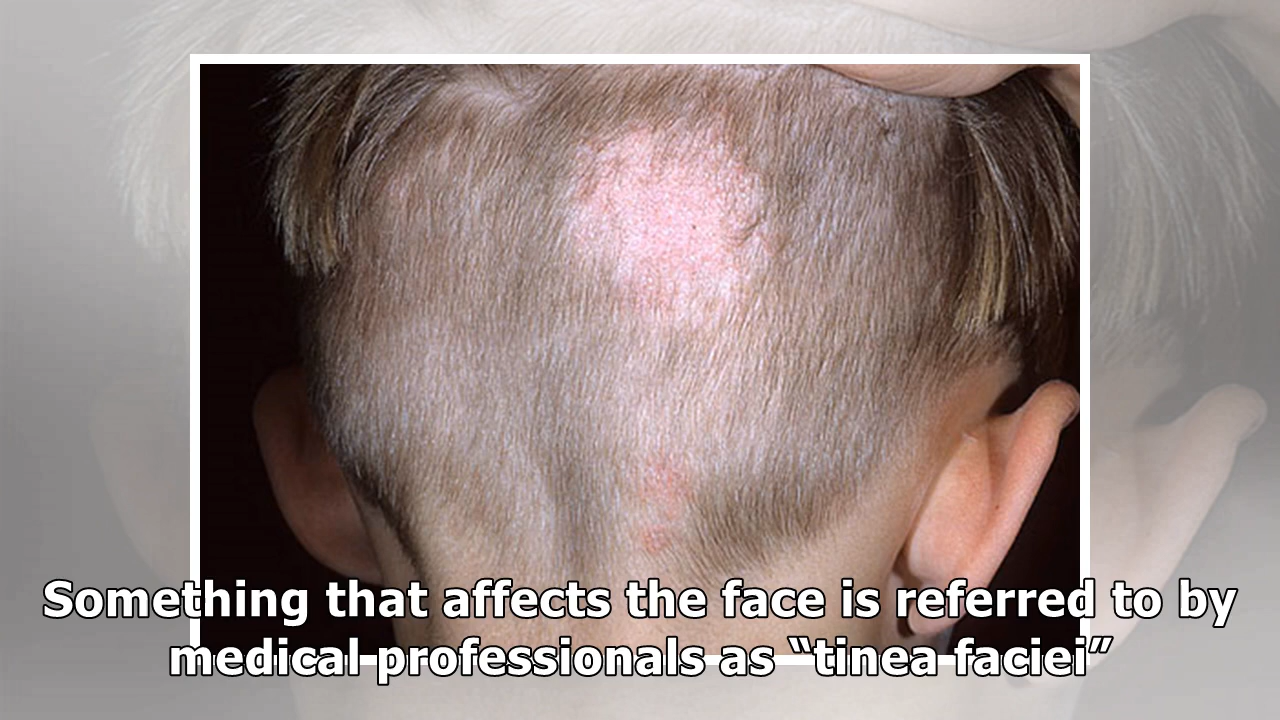 Something that affects the face is referred to by
medical professionals as “tinea faciei”